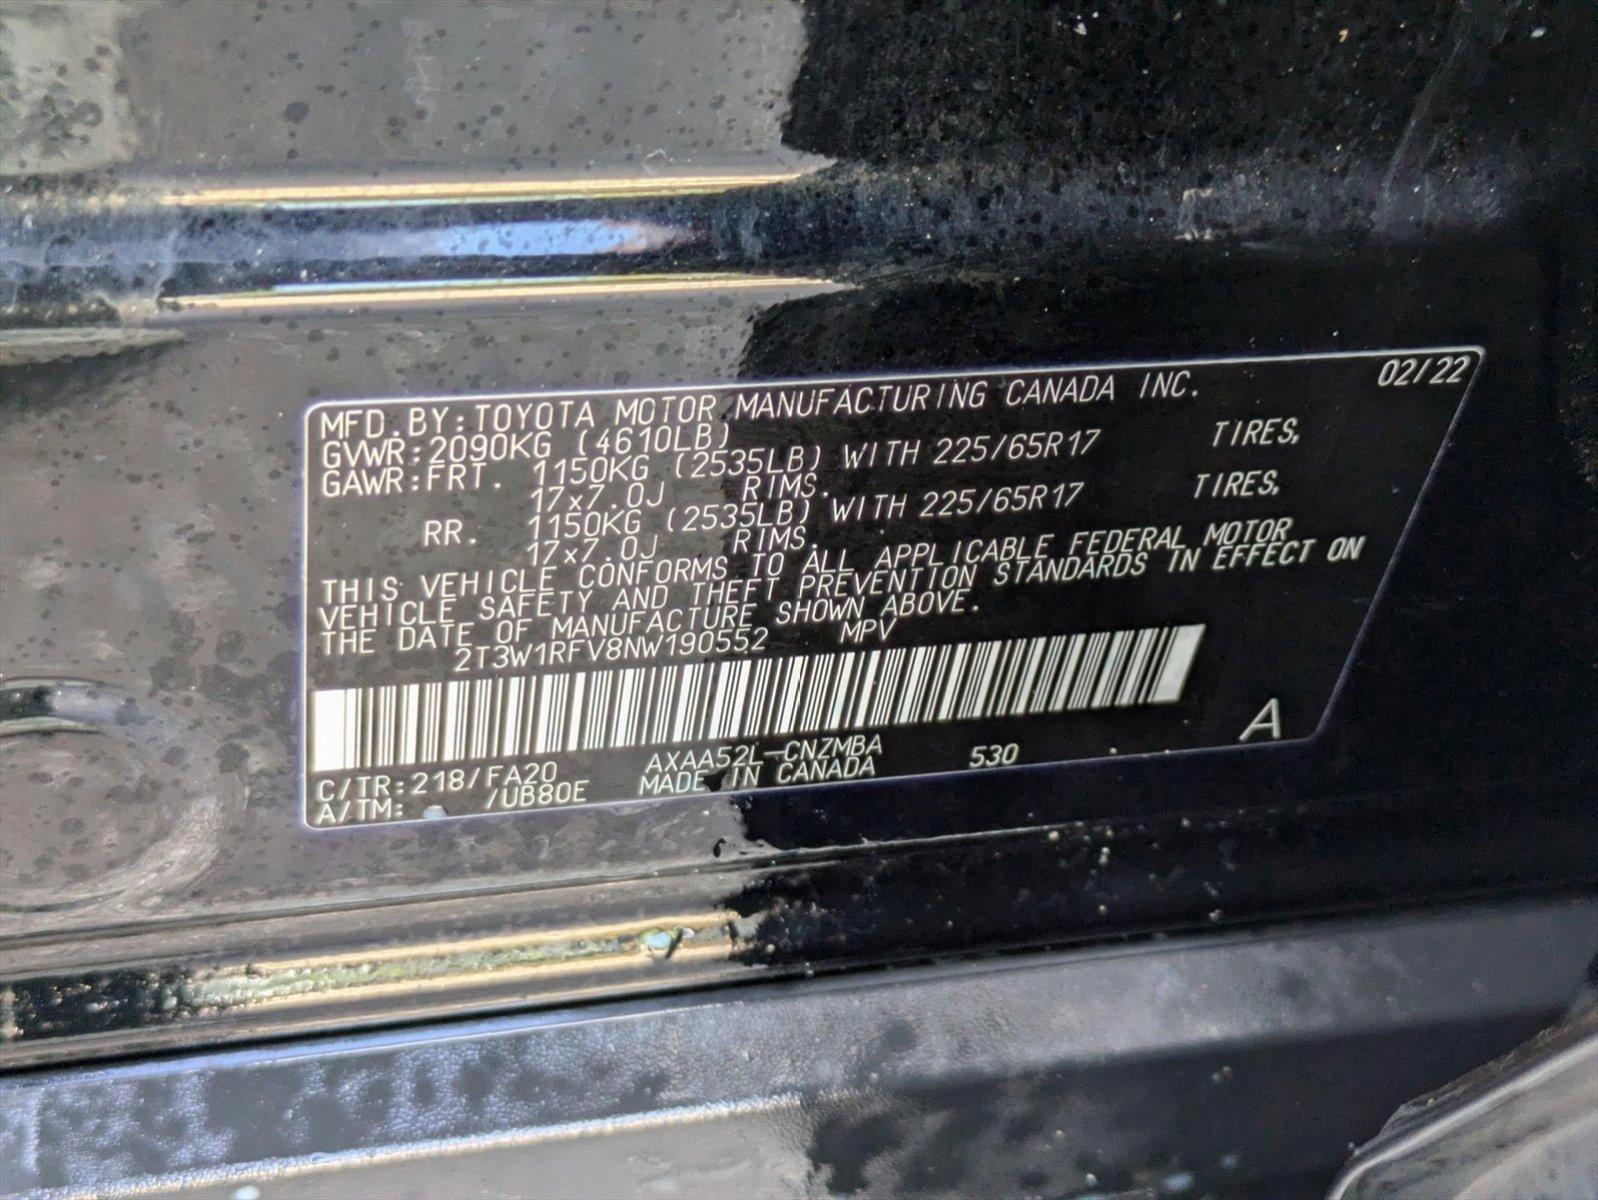 02/22
MFD.BY:TOYOTA MOTOR MANUFACTURING CANADA INC.
GVWR:2090KG (4610LB)
GAWR:FRT. 1150KG (2535LB) WITH 225/65R17 TIRES,
17x7.0J RIMS.
RR. 1150KG (2535LB) WITH 225/65R17 TIRES,
17x7.0J RIMS.
THIS VEHICLE CONFORMS TO ALL APPLICABLE FEDERAL MOTOR
VEHICLE SAFETY AND THEFT PREVENTION STANDARDS IN EFFECT ON
THE DATE OF MANUFACTURE SHOWN ABOVE.
2T3W1RFV8NW190552 MPV
C/TR:218/FA20 AXAA52L-CNZMBA 530 A
A/TM: /UB80E MADE IN CANADA